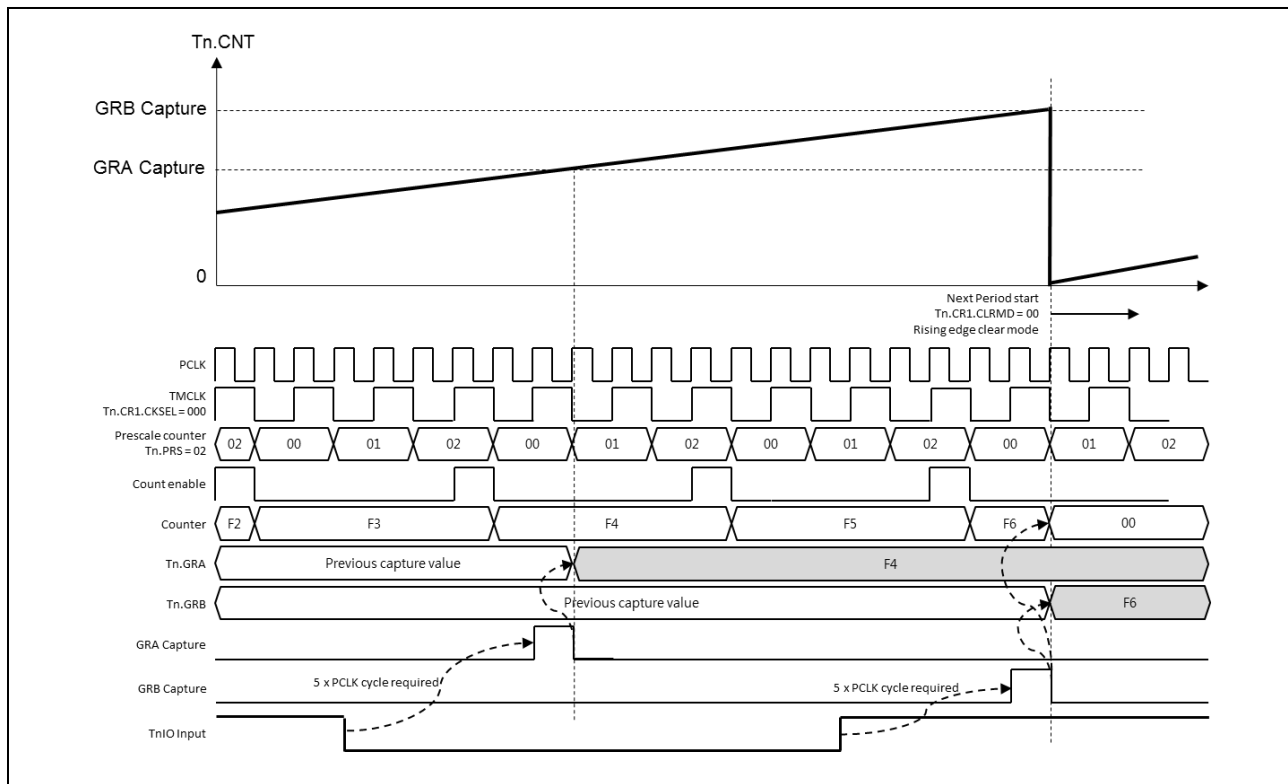 Tn.CNT
GRB Capture
GRA Capture
0
Next Period start
Tn.CR1.CLRMD = 00
Rising edge clear mode
PCLK
TMCLK
Tn.CR1.CKSEL = 000
Prescale counter
Tn.PRS = 02
02 00 01 02 00 01 02 00 01 02 00 01 02
Count enable
Counter F2 F3 F4 F5 F6 00
Tn.GRA Previous capture value F4
Tn.GRB Previous capture value F6
GRA Capture
5 x PCLK cycle required
GRB Capture
5 x PCLK cycle required
TnIO Input